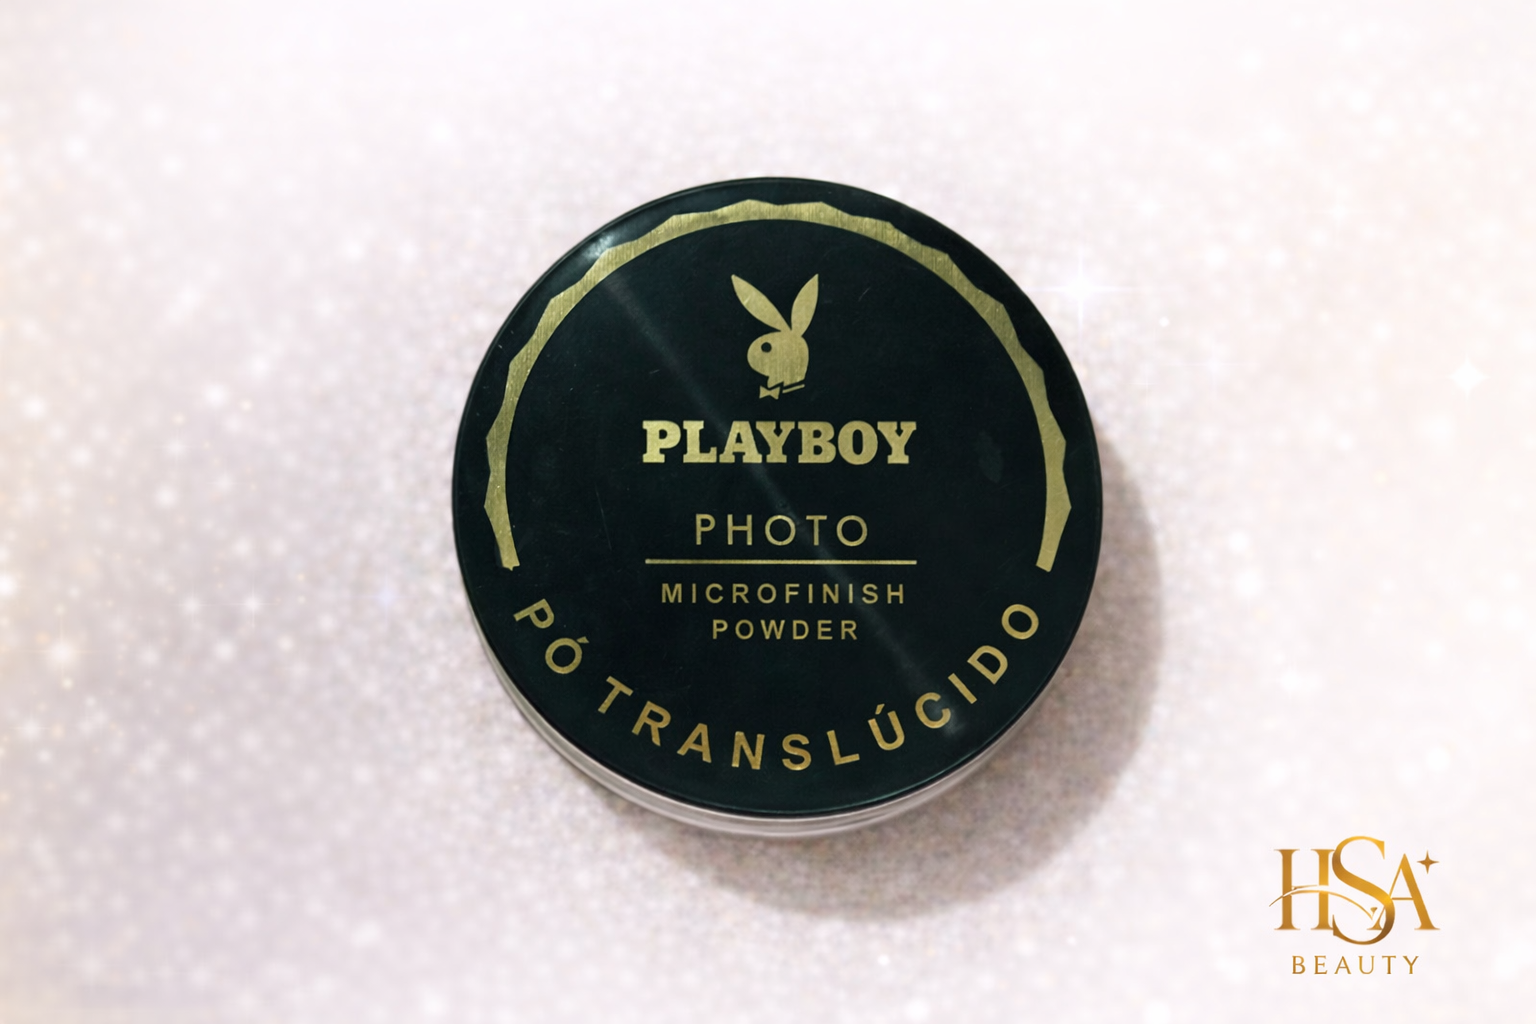 PLAYBOY
PHOTO
MICROFINISH
POWDER
PÓ TRANSLÚCIDO
HSA
BEAUTY